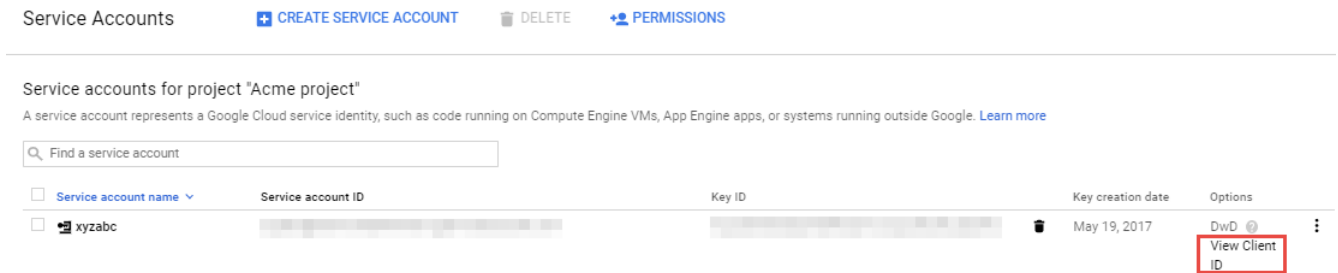 Service Accounts CREATE SERVICE ACCOUNT DELETE PERMISSIONS
Service accounts for project "Acme project"
A service account represents a Google Cloud service identity, such as code running on Compute Engine VMs, App Engine apps, or systems running outside Google. Learn more
Find a service account
Service account name Service account ID Key ID Key creation date Options
xyzabc May 19, 2017 DwD
View Client
ID